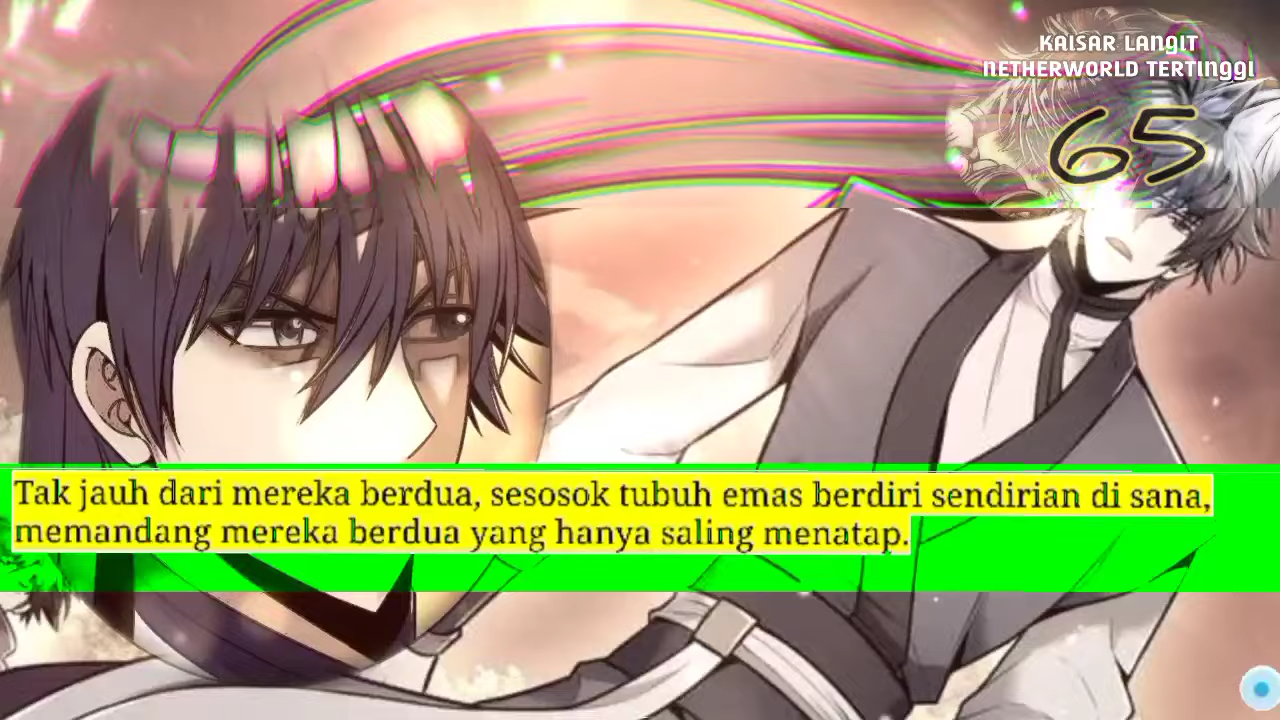 KAISAR LANGIT
NETHERWORLD TERTINGGI
65
Tak jauh dari mereka berdua, sesosok tubuh emas berdiri sendirian di sana,
memandang mereka berdua yang hanya saling menatap.